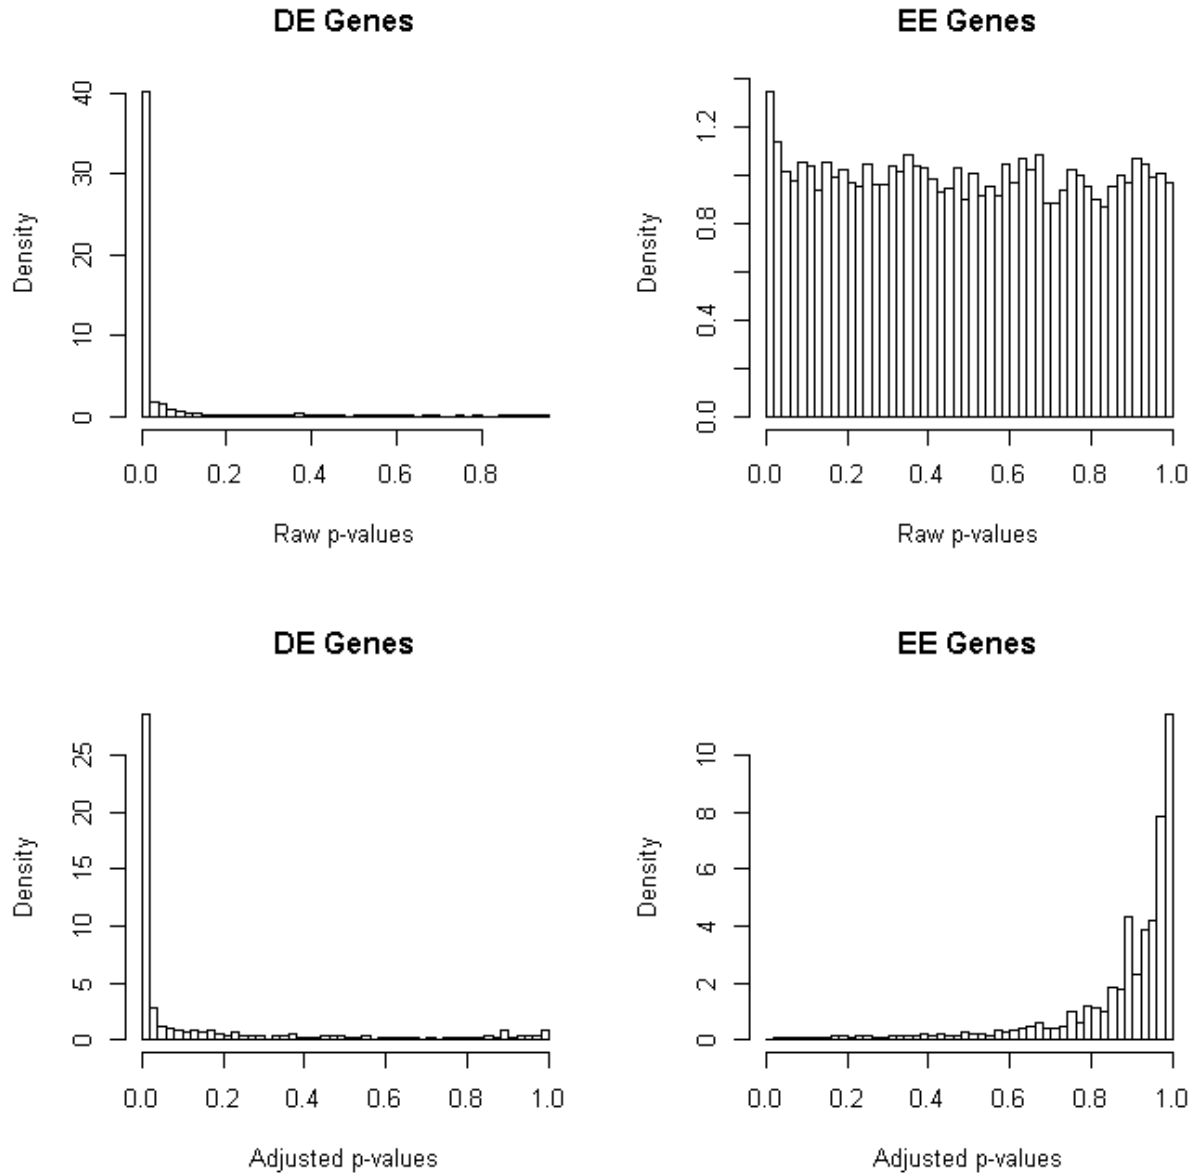 DE Genes
Density
0 10 20 30 40
0.0 0.2 0.4 0.6 0.8
Raw p-values
EE Genes
Density
0.0 0.4 0.8 1.2
0.0 0.2 0.4 0.6 0.8 1.0
Raw p-values
DE Genes
Density
0 5 10 15 20 25
0.0 0.2 0.4 0.6 0.8 1.0
Adjusted p-values
EE Genes
Density
0 2 4 6 8 10
0.0 0.2 0.4 0.6 0.8 1.0
Adjusted p-values